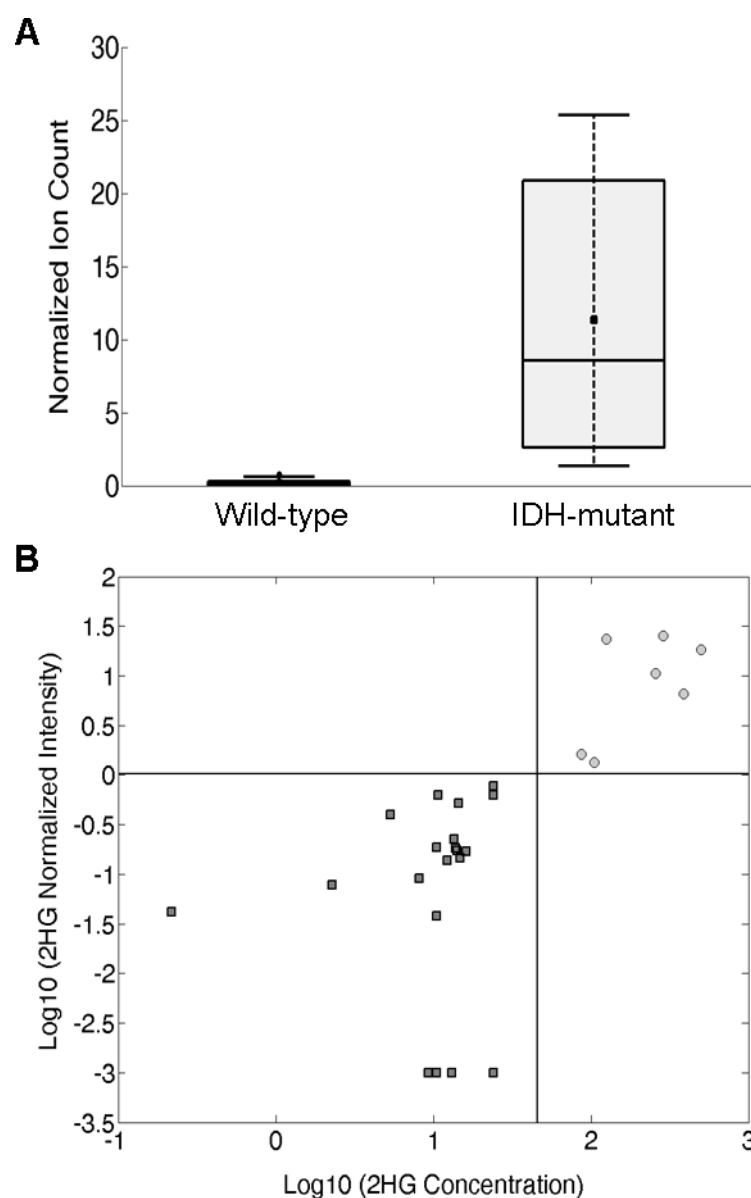 A
Normalized Ion Count
30
25
20
15
10
5
0
Wild-type IDH-mutant
B
Log10 (2HG Normalized Intensity)
2
1.5
1
0.5
0
-0.5
-1
-1.5
-2
-2.5
-3
-3.5
-1 0 1 2 3
Log10 (2HG Concentration)